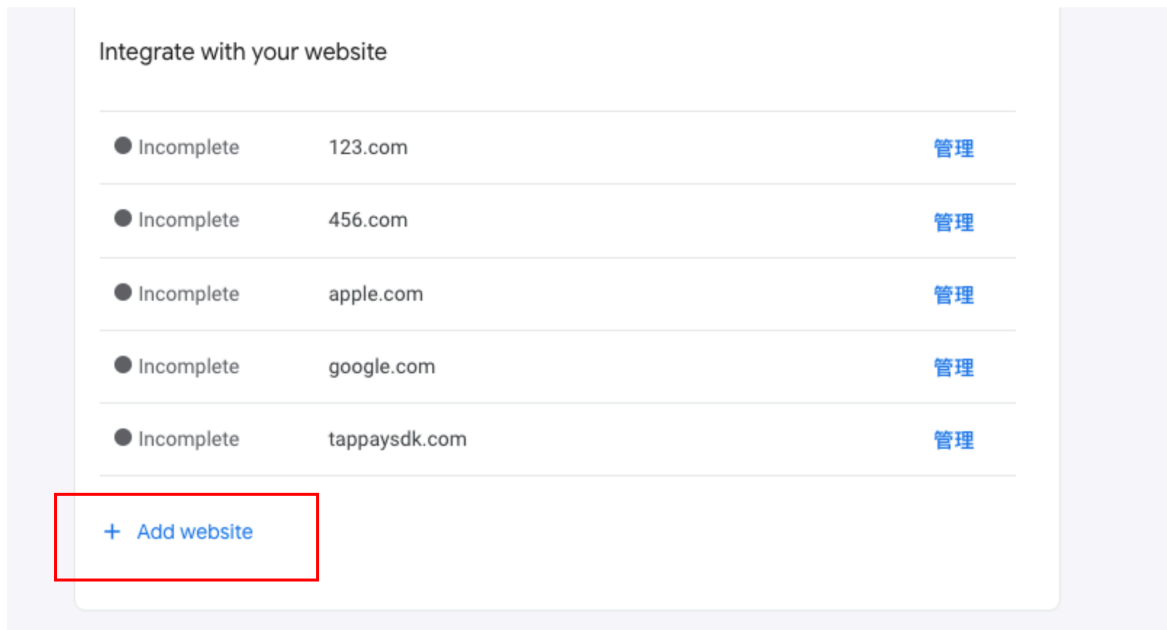 Integrate with your website
Incomplete 123.com 管理
Incomplete 456.com 管理
Incomplete apple.com 管理
Incomplete google.com 管理
Incomplete tappaysdk.com 管理
+ Add website